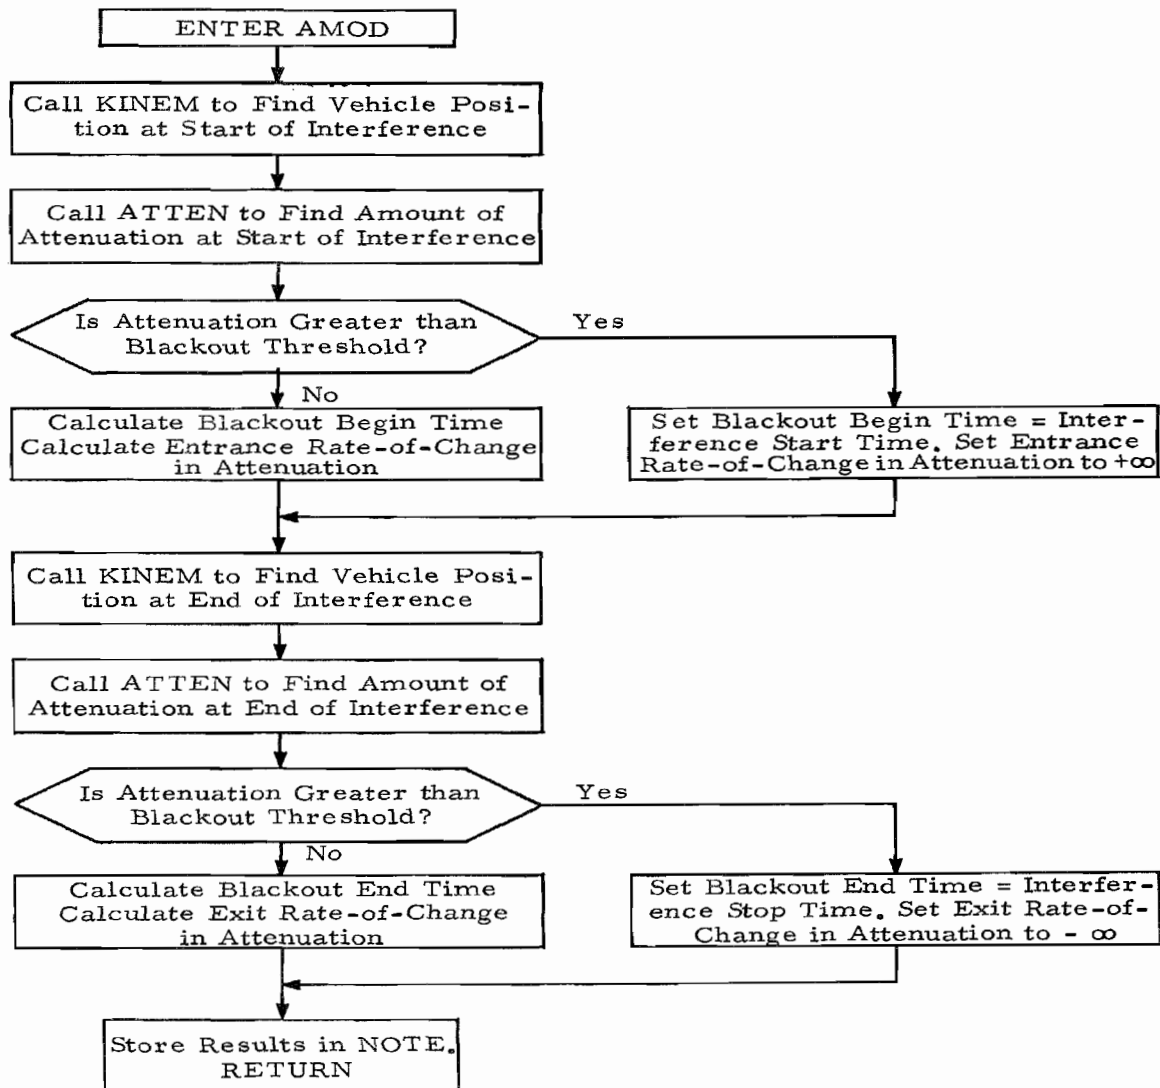 ENTER AMOD
Call KINEM to Find Vehicle Posi-
tion at Start of Interference
Call ATTEN to Find Amount of
Attenuation at Start of Interference
Is Attenuation Greater than
Blackout Threshold?
Yes
No
Calculate Blackout Begin Time
Calculate Entrance Rate-of-Change
in Attenuation
Set Blackout Begin Time = Inter-
ference Start Time. Set Entrance
Rate-of-Change in Attenuation to +∞
Call KINEM to Find Vehicle Posi-
tion at End of Interference
Call ATTEN to Find Amount of
Attenuation at End of Interference
Is Attenuation Greater than
Blackout Threshold?
Yes
No
Calculate Blackout End Time
Calculate Exit Rate-of-Change
in Attenuation
Set Blackout End Time = Interfer-
ence Stop Time. Set Exit Rate-of-
Change in Attenuation to - ∞
Store Results in NOTE.
RETURN